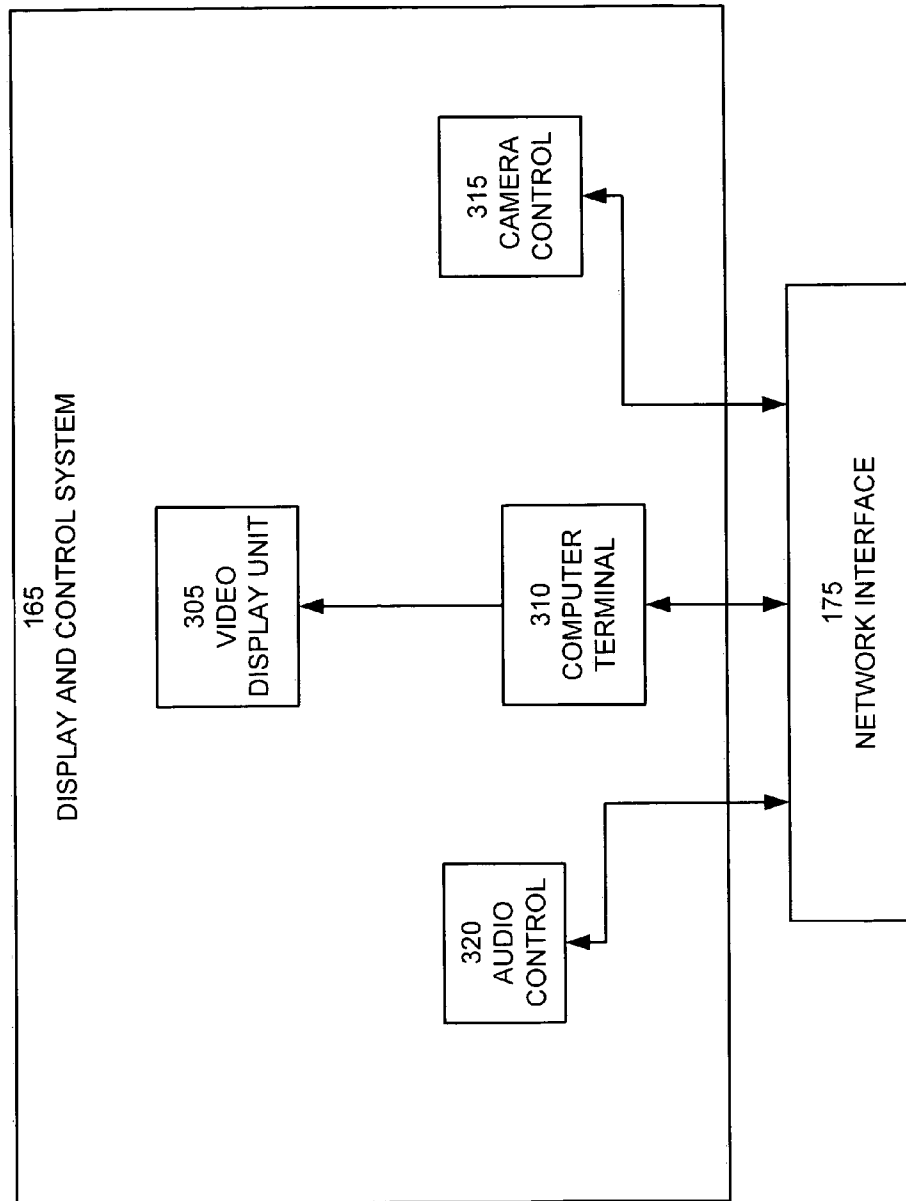 165
DISPLAY AND CONTROL SYSTEM
305
VIDEO
DISPLAY UNIT
320
AUDIO
CONTROL
310
COMPUTER
TERMINAL
315
CAMERA
CONTROL
175
NETWORK INTERFACE